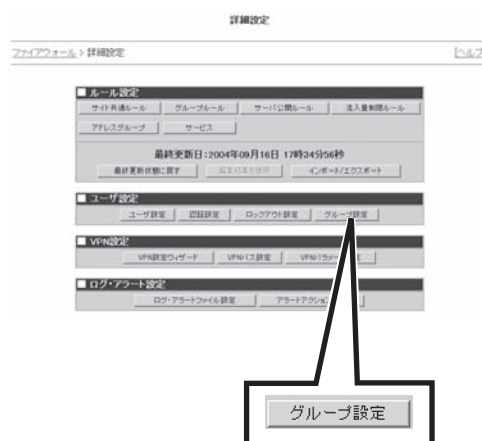 詳細設定
ファイアウォール > 詳細設定 [ヘルプ
■ ルール設定
サイト共通ルール グループルール サーバ公開ルール 流入量制限ルール
アドレスグループ サービス
最終更新日:2004年09月16日 17時34分56秒
最終更新状態に戻す 編集結果を適用 インポート/エクスポート
■ ユーザ設定
ユーザ設定 認証設定 ロックアウト設定 グループ設定
■ VPN設定
VPN設定ウィザード VPNパス設定
■ ログ・アラート設定
ログ・アラートファイル設定 アラートアクション
グループ設定